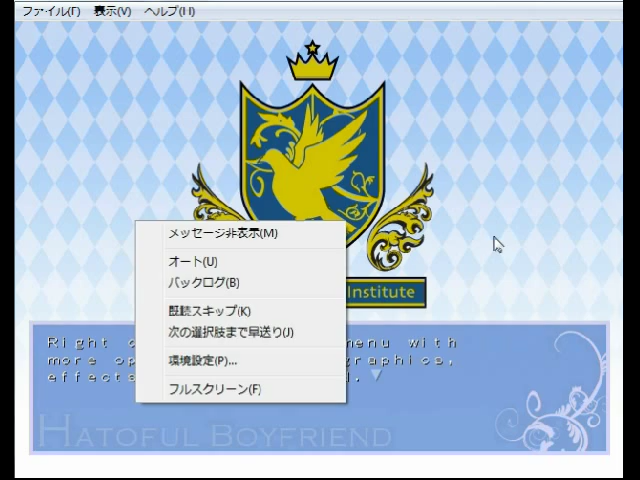 ファイル(F) 表示(V) ヘルプ(H)
メッセージ非表示(M)
オート(U)
バックログ(B)
Institute
既読スキップ(K)
次の選択肢まで早送り(J)
環境設定(P)...
フルスクリーン(F)
Right menu with
more op graphics,
effects
HATOFUL BOYFRIEND